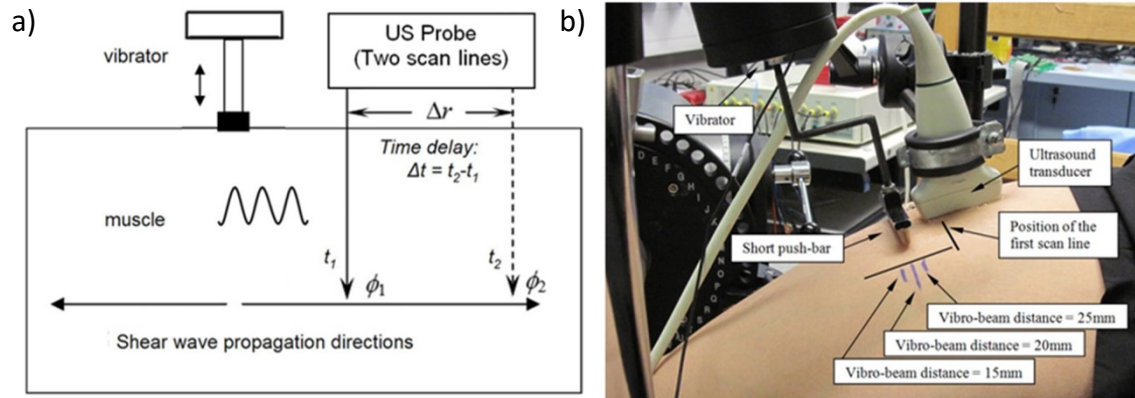 a)
vibrator
US Probe
(Two scan lines)
Δr
Time delay:
Δt = t2-t1
muscle
t1
ϕ1
t2
ϕ2
Shear wave propagation directions
b)
Vibrator
Ultrasound
transducer
Short push-bar
Position of the
first scan line
Vibro-beam distance = 25mm
Vibro-beam distance = 20mm
Vibro-beam distance = 15mm
D E F G H I J
N O P Q R S T